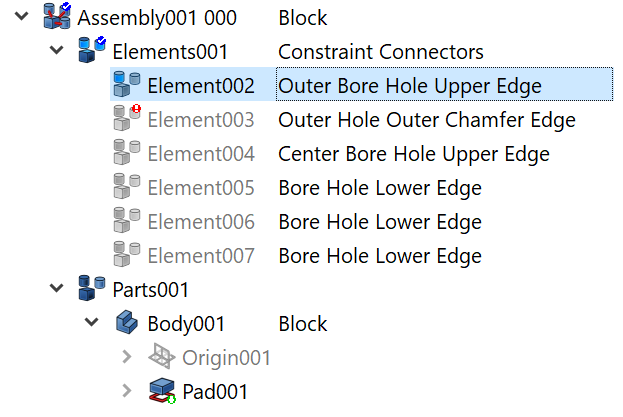 Assembly001 000 Block
Elements001 Constraint Connectors
Element002 Outer Bore Hole Upper Edge
Element003 Outer Hole Outer Chamfer Edge
Element004 Center Bore Hole Upper Edge
Element005 Bore Hole Lower Edge
Element006 Bore Hole Lower Edge
Element007 Bore Hole Lower Edge
Parts001
Body001 Block
Origin001
Pad001